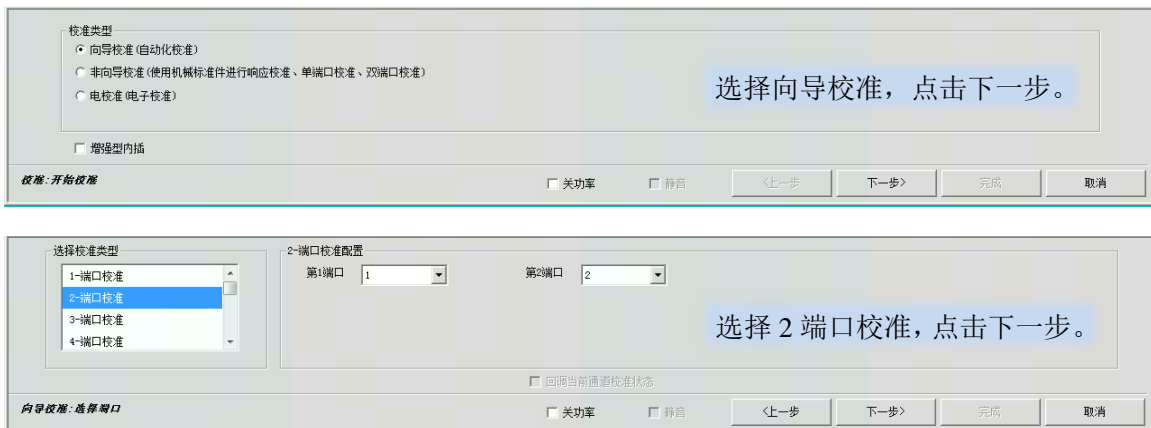 校准类型
向导校准(自动化校准)
非向导校准(使用机械标准件进行响应校准、单端口校准、双端口校准)
电校准(电子校准)
选择向导校准，点击下一步。
增强型内插
校准:开始校准
关功率 静音 <上一步 下一步> 完成 取消
选择校准类型 2-端口校准配置
1-端口校准
2-端口校准
3-端口校准
4-端口校准
第1端口 1 第2端口 2
选择 2 端口校准，点击下一步。
回调当前通道校准状态
向导校准:选择端口
关功率 静音 <上一步 下一步> 完成 取消